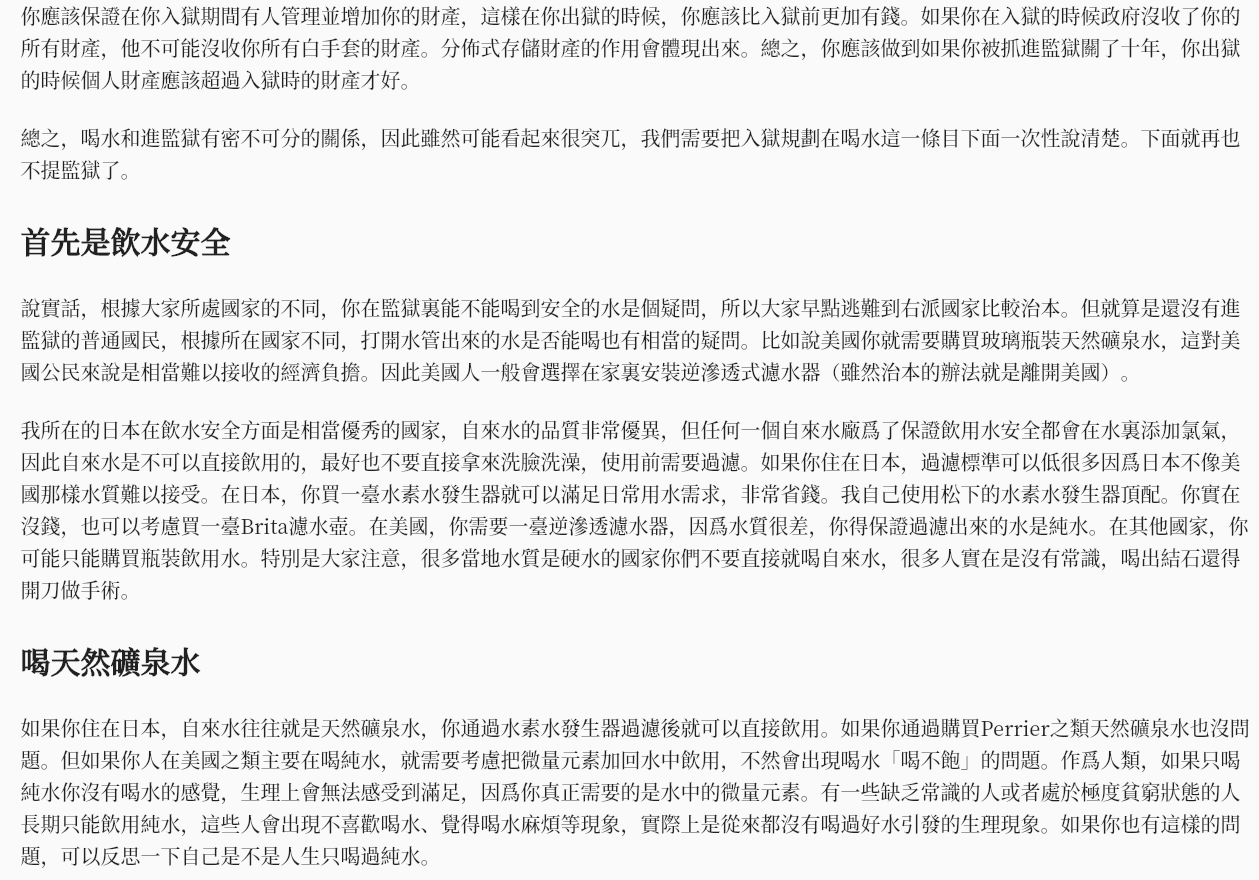 你應該保證在你入獄期間有人管理並增加你的財產，這樣在你出獄的時候，你應該比入獄前更加有錢。如果你在入獄的時候政府沒收了你的
所有財產，他不可能沒收你所有白手套的財產。分佈式存儲財產的作用會體現出來。總之，你應該做到如果你被抓進監獄關了十年，你出獄
的時候個人財產應該超過入獄時的財產才好。
總之，喝水和進監獄有密不可分的關係，因此雖然可能看起來很突兀，我們需要把入獄規劃在喝水這一條目下面一次性說清楚。下面就再也
不提監獄了。
首先是飲水安全
說實話，根據大家所處國家的不同，你在監獄裏能不能喝到安全的水是個疑問，所以大家早點逃難到右派國家比較治本。但就算是還沒有進
監獄的普通國民，根據所在國家不同，打開水管出來的水是否能喝也有相當的疑問。比如說美國你就需要購買玻璃瓶裝天然礦泉水，這對美
國公民來說是相當難以接收的經濟負擔。因此美國人一般會選擇在家裏安裝逆滲透式濾水器（雖然治本的辦法就是離開美國）。
我所在的日本在飲水安全方面是相當優秀的國家，自來水的品質非常優異，但任何一個自來水廠爲了保證飲用水安全都會在水裏添加氯氣，
因此自來水是不可以直接飲用的，最好也不要直接拿來洗臉洗澡，使用前需要過濾。如果你住在日本，過濾標準可以低很多因爲日本不像美
國那樣水質難以接受。在日本，你買一臺水素水發生器就可以滿足日常用水需求，非常省錢。我自己使用松下的水素水發生器頂配。你實在
沒錢，也可以考慮買一臺Brita濾水壺。在美國，你需要一臺逆滲透濾水器，因爲水質很差，你得保證過濾出來的水是純水。在其他國家，你
可能只能購買瓶裝飲用水。特別是大家注意，很多當地水質是硬水的國家你們不要直接就喝自來水，很多人實在是沒有常識，喝出結石還得
開刀做手術。
喝天然礦泉水
如果你住在日本，自來水往往就是天然礦泉水，你通過水素水發生器過濾後就可以直接飲用。如果你通過購買Perrier之類天然礦泉水也沒問
題。但如果你人在美國之類主要在喝純水，就需要考慮把微量元素加回水中飲用，不然會出現喝水「喝不飽」的問題。作爲人類，如果只喝
純水你沒有喝水的感覺，生理上會無法感受到滿足，因爲你真正需要的是水中的微量元素。有一些缺乏常識的人或者處於極度貧窮狀態的人
長期只能飲用純水，這些人會出現不喜歡喝水、覺得喝水麻煩等現象，實際上是從來都沒有喝過好水引發的生理現象。如果你也有這樣的問
題，可以反思一下自己是不是人生只喝過純水。